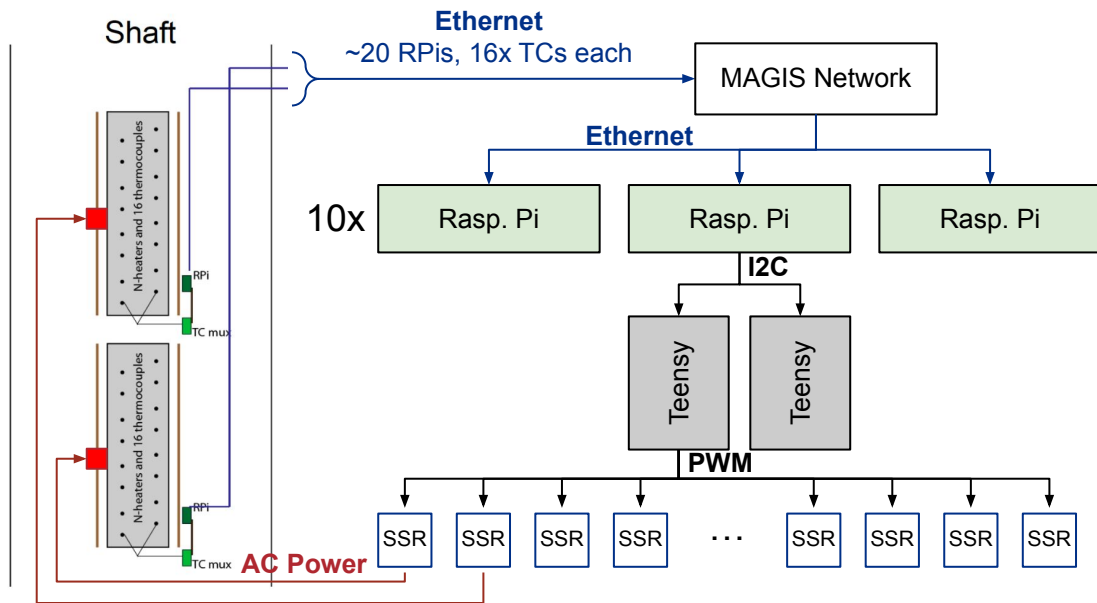 Shaft
Ethernet
~20 RPis, 16x TCs each
MAGIS Network
Ethernet
10x
Rasp. Pi
Rasp. Pi
Rasp. Pi
I2C
N-heaters and 16 thermocouples
RPi
TC mux
Teensy
Teensy
N-heaters and 16 thermocouples
RPi
TC mux
PWM
AC Power
SSR
SSR
SSR
SSR
...
SSR
SSR
SSR
SSR